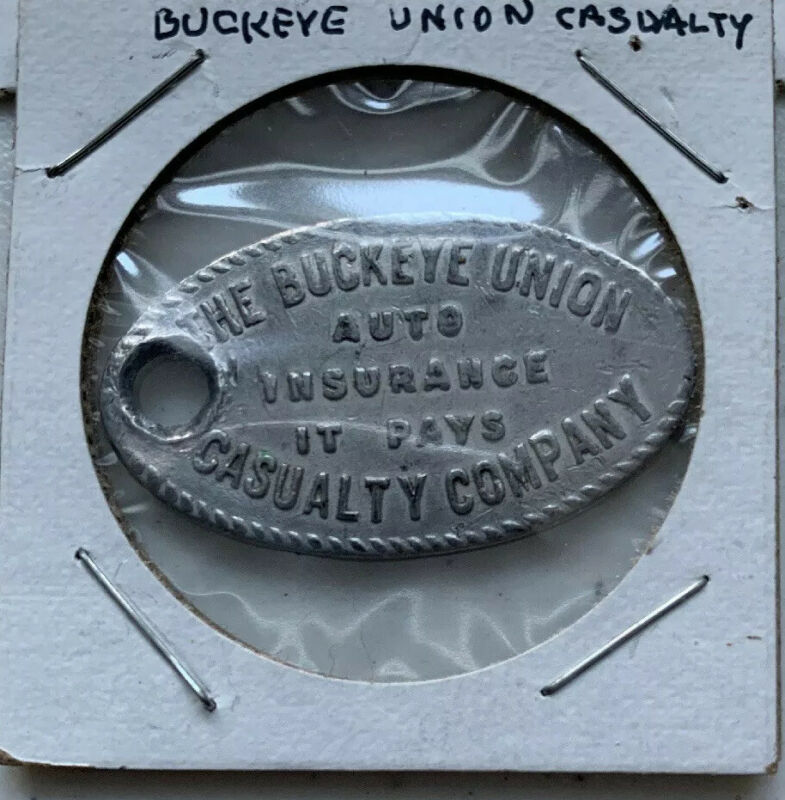 BUCKEYE UNION CASUALTY
THE BUCKEYE UNION
AUTO
INSURANCE
IT PAYS
CASUALTY COMPANY